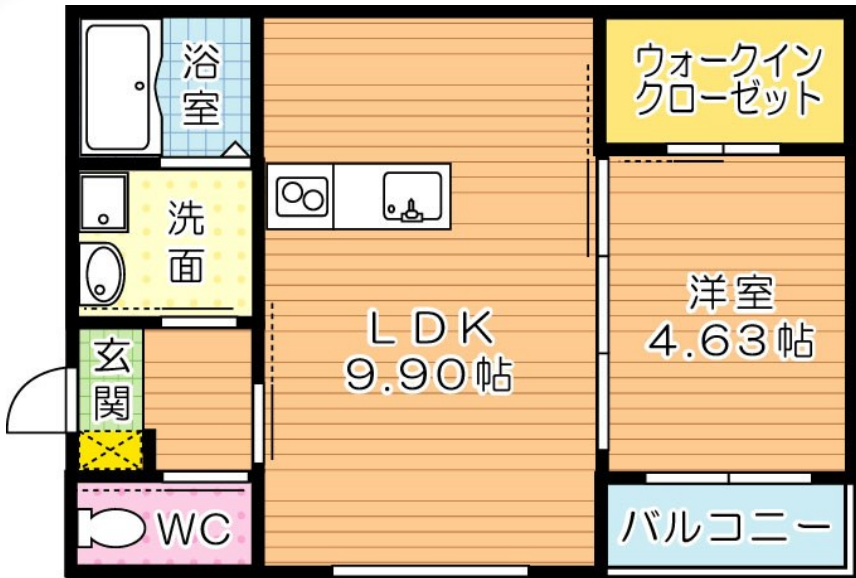 浴
室
ウォークイン
クローゼット
洗
面
LDK
9.90帖
洋室
4.63帖
玄
関
WC
バルコニー